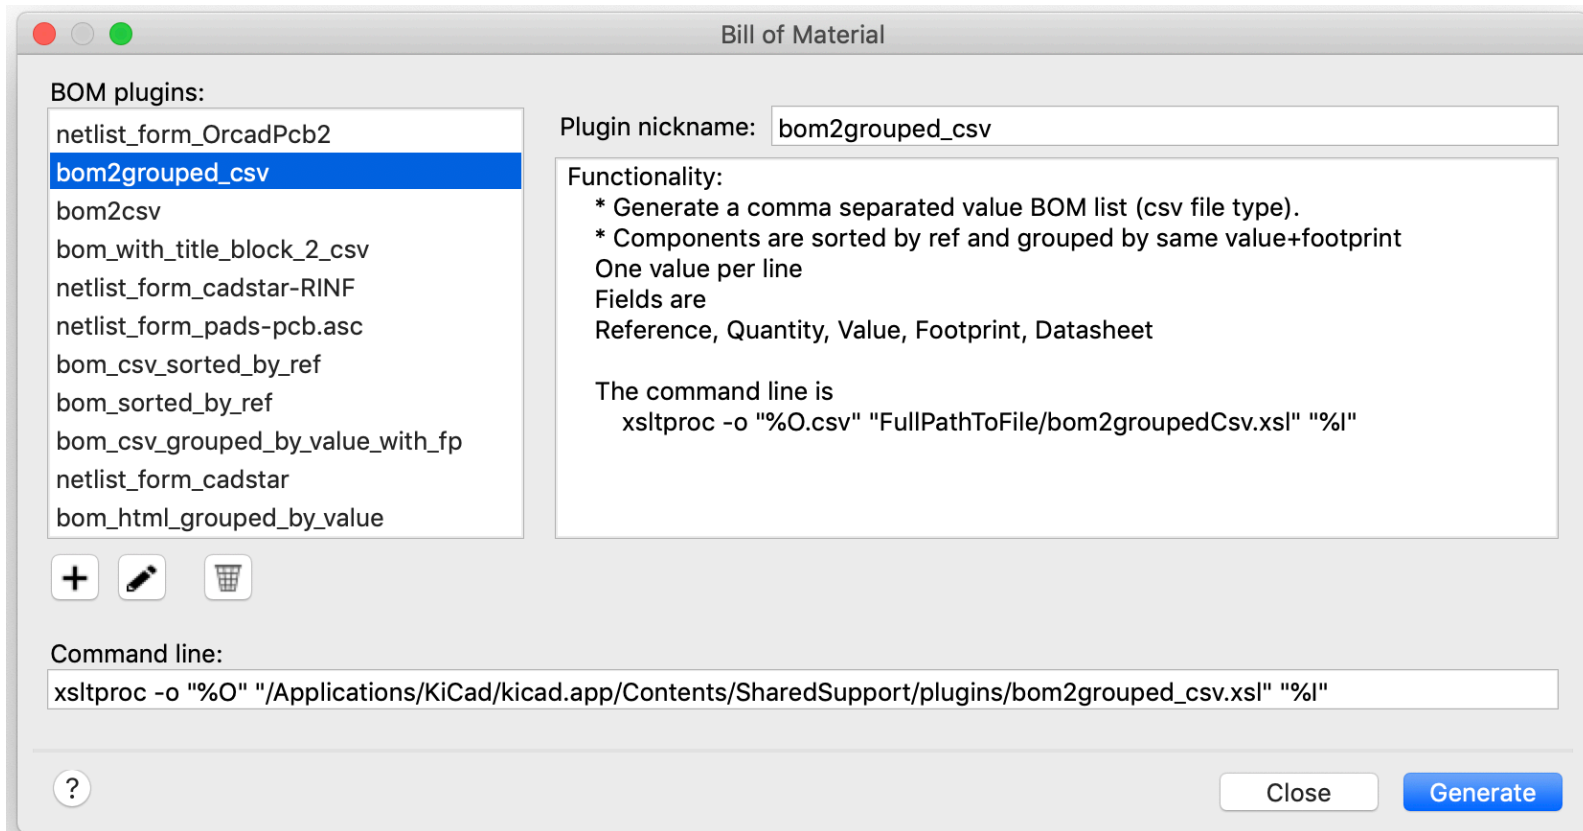 Bill of Material
BOM plugins:
netlist_form_OrcadPcb2
bom2grouped_csv
bom2csv
bom_with_title_block_2_csv
netlist_form_cadstar-RINF
netlist_form_pads-pcb.asc
bom_csv_sorted_by_ref
bom_sorted_by_ref
bom_csv_grouped_by_value_with_fp
netlist_form_cadstar
bom_html_grouped_by_value
Plugin nickname: bom2grouped_csv
Functionality:
* Generate a comma separated value BOM list (csv file type).
* Components are sorted by ref and grouped by same value+footprint
One value per line
Fields are
Reference, Quantity, Value, Footprint, Datasheet
The command line is
xsltproc -o "%O.csv" "FullPathToFile/bom2groupedCsv.xsl" "%I"
Command line:
xsltproc -o "%O" "/Applications/KiCad/kicad.app/Contents/SharedSupport/plugins/bom2grouped_csv.xsl" "%I"
?
Close
Generate